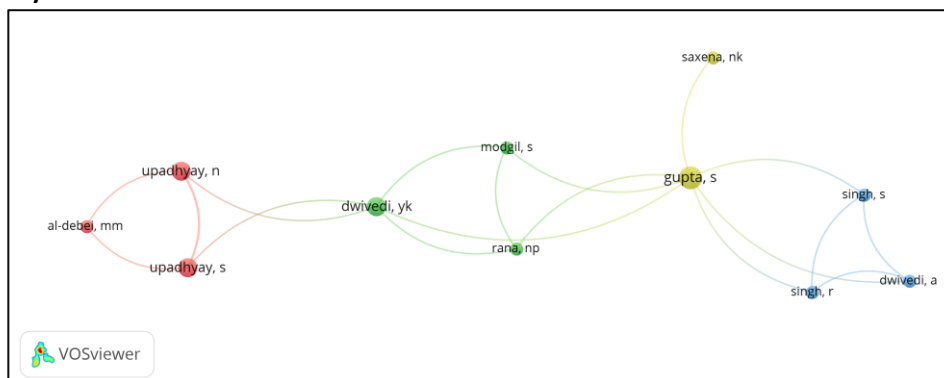 saxena, nk
modgil, s
upadhyay, n
gupta, s
singh, s
dwivedi, yk
al-debei, mm
rana, np
upadhyay, s
dwivedi, a
singh, r
VOSviewer